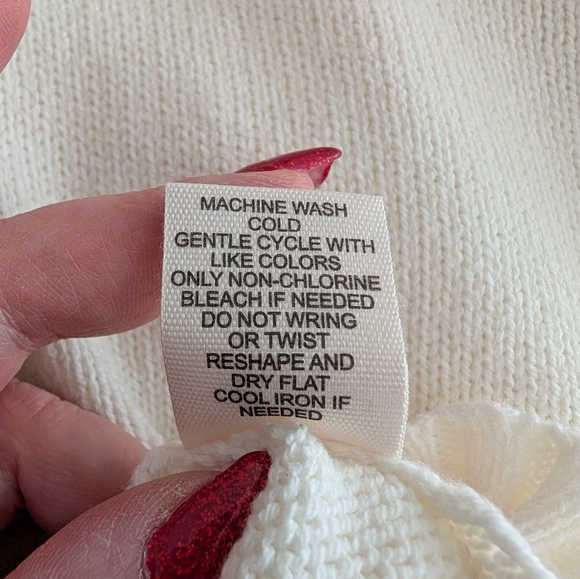 MACHINE WASH
COLD
GENTLE CYCLE WITH
LIKE COLORS
ONLY NON-CHLORINE
BLEACH IF NEEDED
DO NOT WRING
OR TWIST
RESHAPE AND
DRY FLAT
COOL IRON IF
NEEDED